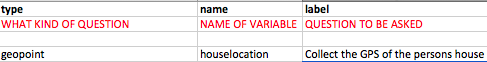 type name label
WHAT KIND OF QUESTION NAME OF VARIABLE QUESTION TO BE ASKED
geopoint houselocation Collect the GPS of the persons house